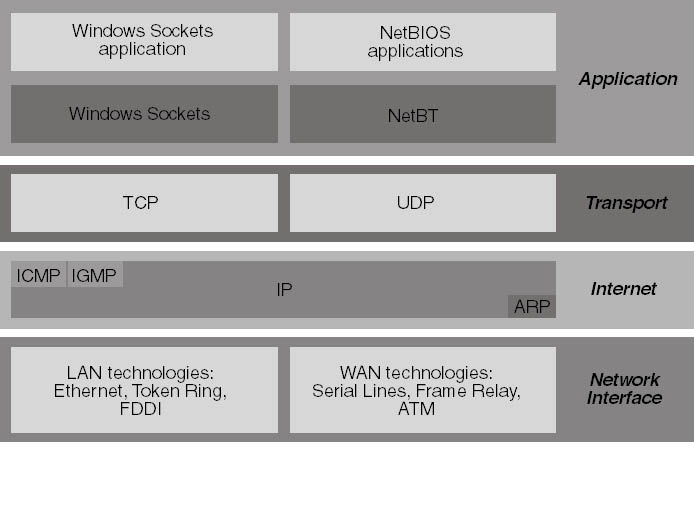 Windows Sockets
application
NetBIOS
applications
Application
Windows Sockets
NetBT
TCP
UDP
Transport
ICMP
IGMP
IP
ARP
Internet
LAN technologies:
Ethernet, Token Ring,
FDDI
WAN technologies:
Serial Lines, Frame Relay,
ATM
Network
Interface